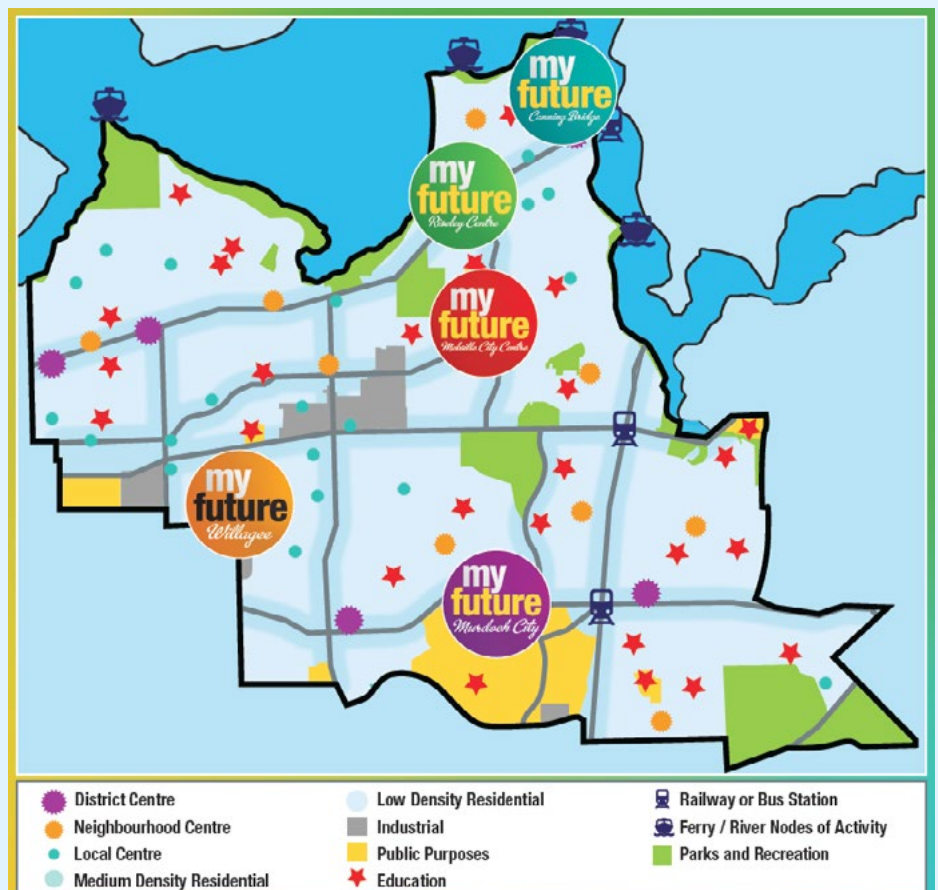 my
future
Canning Bridge
my
future
Riseley Centre
my
future
Melville City Centre
my
future
Willagee
my
future
Murdoch City
District Centre
Neighbourhood Centre
Local Centre
Medium Density Residential
Low Density Residential
Industrial
Public Purposes
Education
Railway or Bus Station
Ferry / River Nodes of Activity
Parks and Recreation